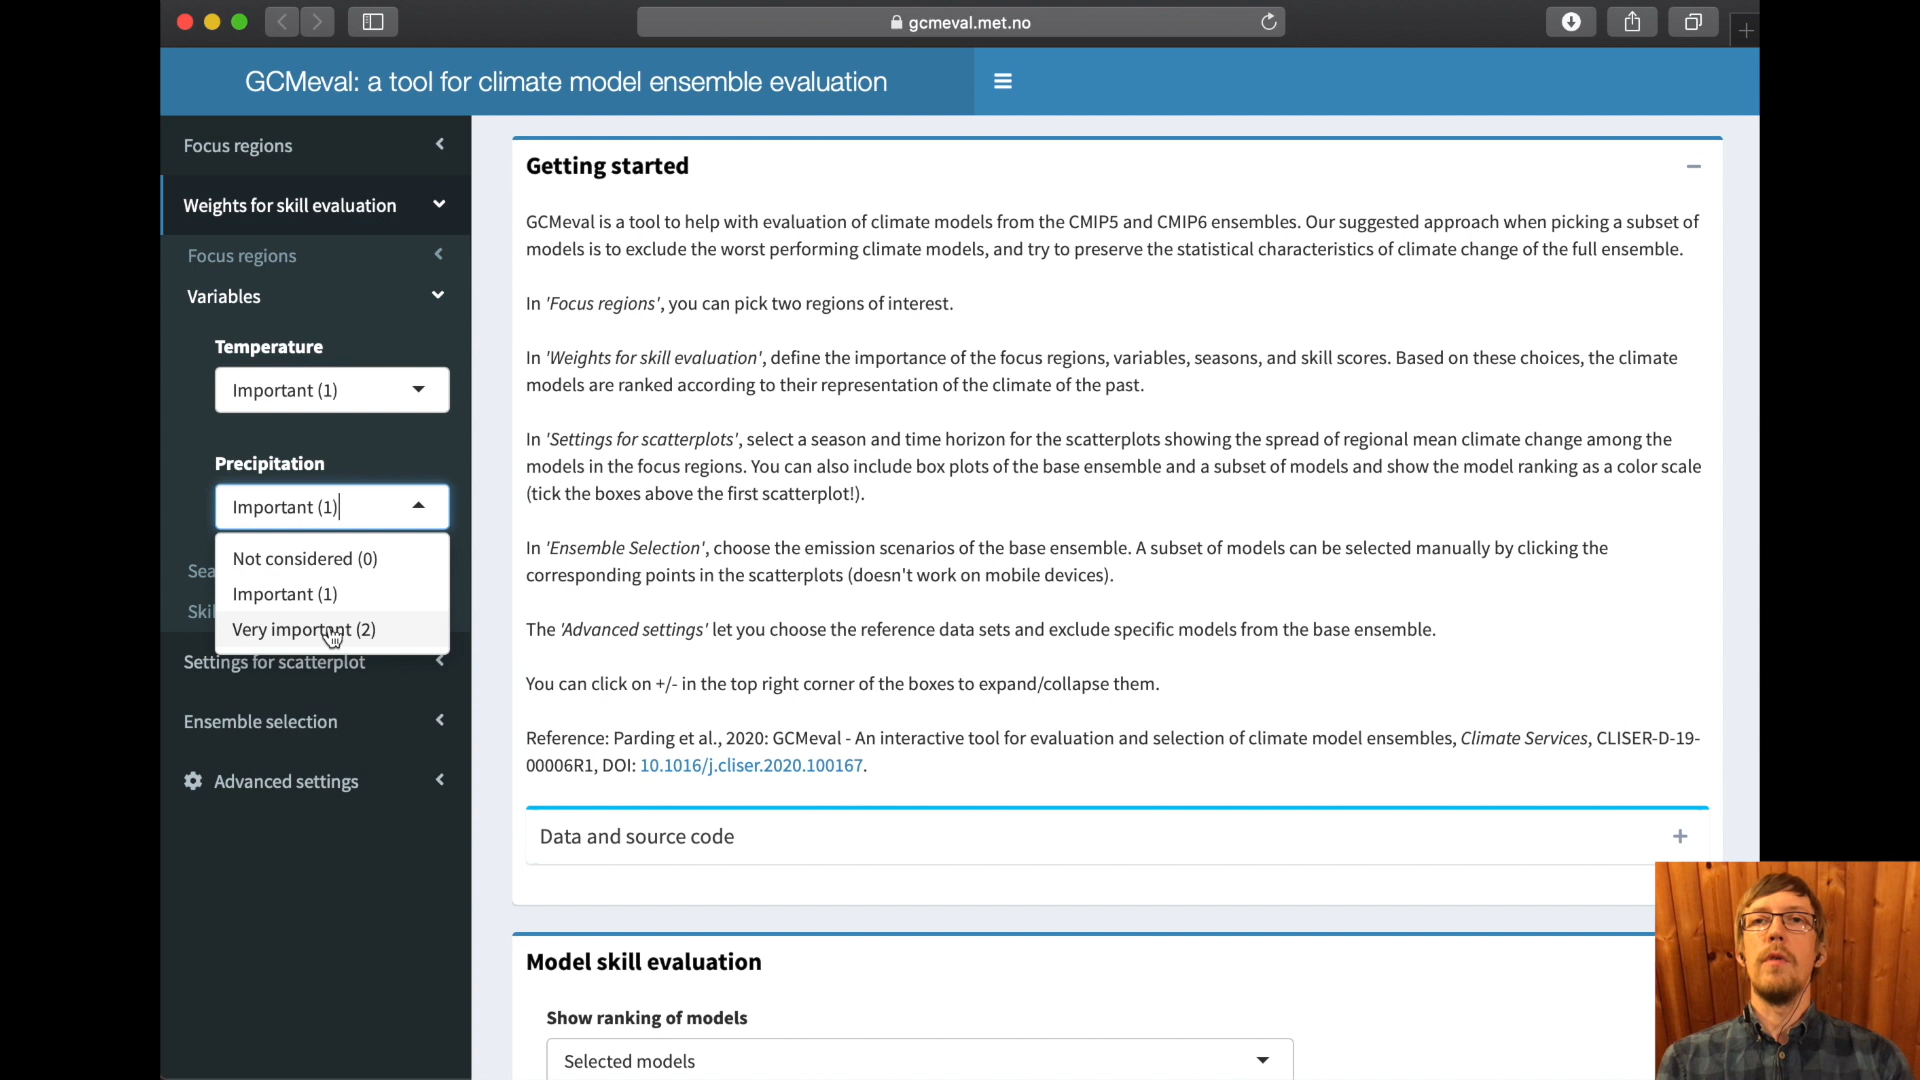 gcmeval.met.no
GCMeval: a tool for climate model ensemble evaluation
Focus regions
Weights for skill evaluation
Focus regions
Variables
Temperature
Important (1)
Precipitation
Important (1)
Not considered (0)
Sea
Important (1)
Skil
Very important (2)
Settings for scatterplot
Ensemble selection
Advanced settings
Getting started
GCMeval is a tool to help with evaluation of climate models from the CMIP5 and CMIP6 ensembles. Our suggested approach when picking a subset of
models is to exclude the worst performing climate models, and try to preserve the statistical characteristics of climate change of the full ensemble.
In 'Focus regions', you can pick two regions of interest.
In 'Weights for skill evaluation', define the importance of the focus regions, variables, seasons, and skill scores. Based on these choices, the climate
models are ranked according to their representation of the climate of the past.
In 'Settings for scatterplots', select a season and time horizon for the scatterplots showing the spread of regional mean climate change among the
models in the focus regions. You can also include box plots of the base ensemble and a subset of models and show the model ranking as a color scale
(tick the boxes above the first scatterplot!).
In 'Ensemble Selection', choose the emission scenarios of the base ensemble. A subset of models can be selected manually by clicking the
corresponding points in the scatterplots (doesn't work on mobile devices).
The 'Advanced settings' let you choose the reference data sets and exclude specific models from the base ensemble.
You can click on +/- in the top right corner of the boxes to expand/collapse them.
Reference: Parding et al., 2020: GCMeval - An interactive tool for evaluation and selection of climate model ensembles, Climate Services, CLISER-D-19-
00006R1, DOI: 10.1016/j.cliser.2020.100167.
Data and source code
Model skill evaluation
Show ranking of models
Selected models